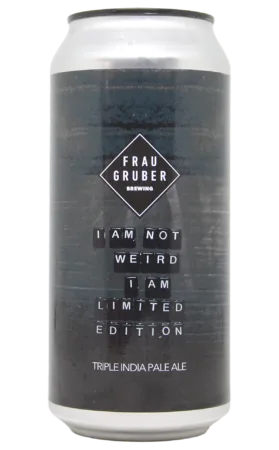 FRAU
GRUBER
BREWING
I AM NOT
WEIRD
I AM
LIMITED
EDITION
TRIPLE INDIA PALE ALE